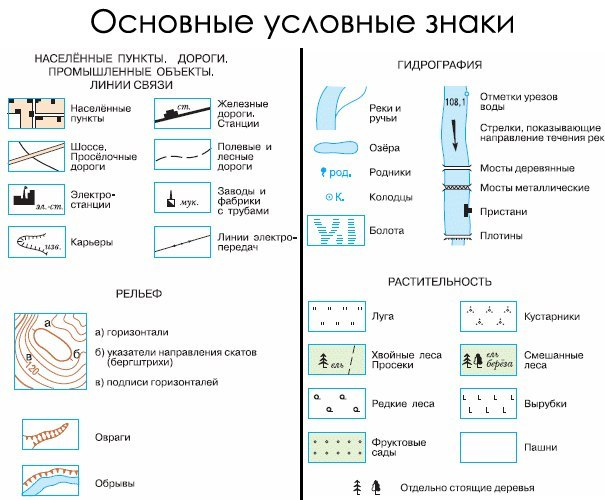 Основные условные знаки
НАСЕЛЁННЫЕ ПУНКТЫ, ДОРОГИ,
ПРОМЫШЛЕННЫЕ ОБЪЕКТЫ,
ЛИНИИ СВЯЗИ
Населённые
пункты
ст.
Железные
дороги.
Станции
Шоссе.
Просёлочные
дороги
Полевые и
лесные
дороги
эл.-ст.
Электро-
станции
мук.
Заводы и
фабрики
с трубами
изв.
Карьеры
Линии электро-
передач
РЕЛЬЕФ
а
б
в
120
а) горизонтали
б) указатели направления скатов
(бергштрихи)
в) подписи горизонталей
Овраги
Обрывы
ГИДРОГРАФИЯ
Реки и
ручьи
Озёра
род.
Родники
К.
Колодцы
Болота
108,1
Отметки урезов
воды
Стрелки, показывающие
направление течения рек
Мосты деревянные
Мосты металлические
Пристани
Плотины
РАСТИТЕЛЬНОСТЬ
Луга
Кустарники
ель
Хвойные леса
Просеки
ель
берёза
Смешанные
леса
Редкие леса
Вырубки
Фруктовые
сады
Пашни
Отдельно стоящие деревья